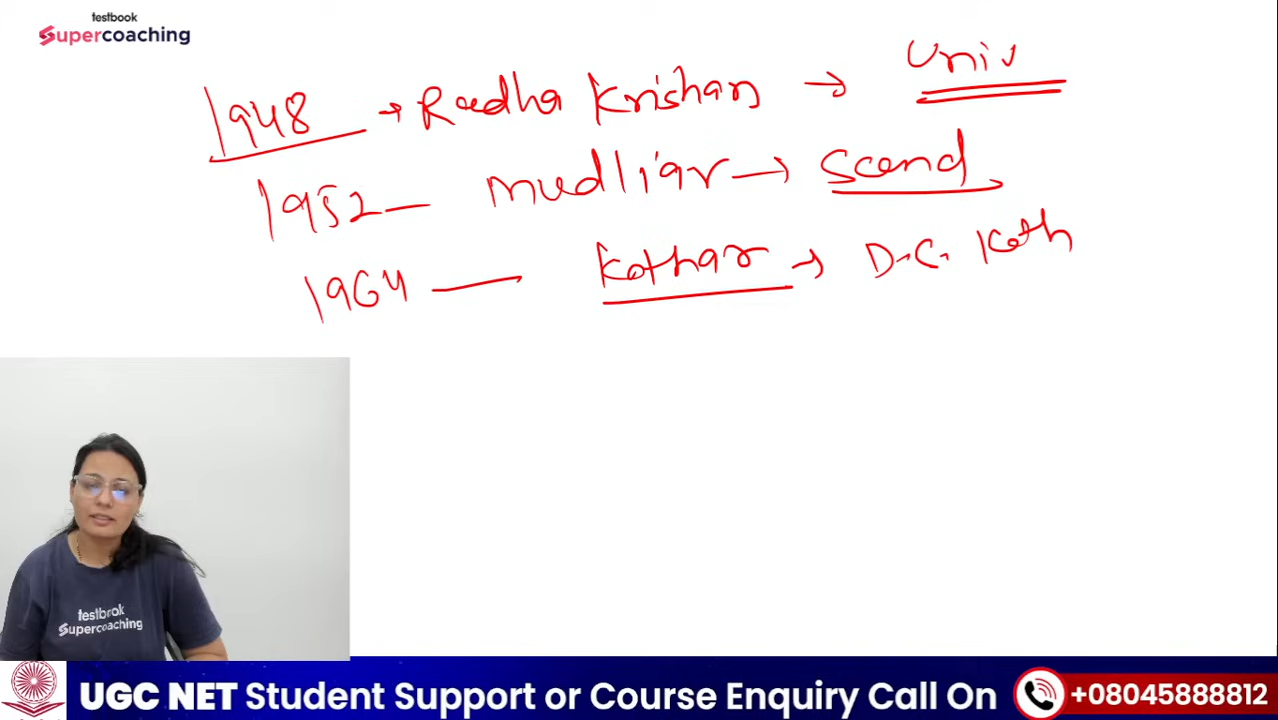 testbook
Supercoaching
1948 → Radha Krishan → Univ
1952 — mudliar → Scond
1964 — Kothar → D.C. Koth
testbook
Supercoaching
UGC NET Student Support or Course Enquiry Call On +08045888812